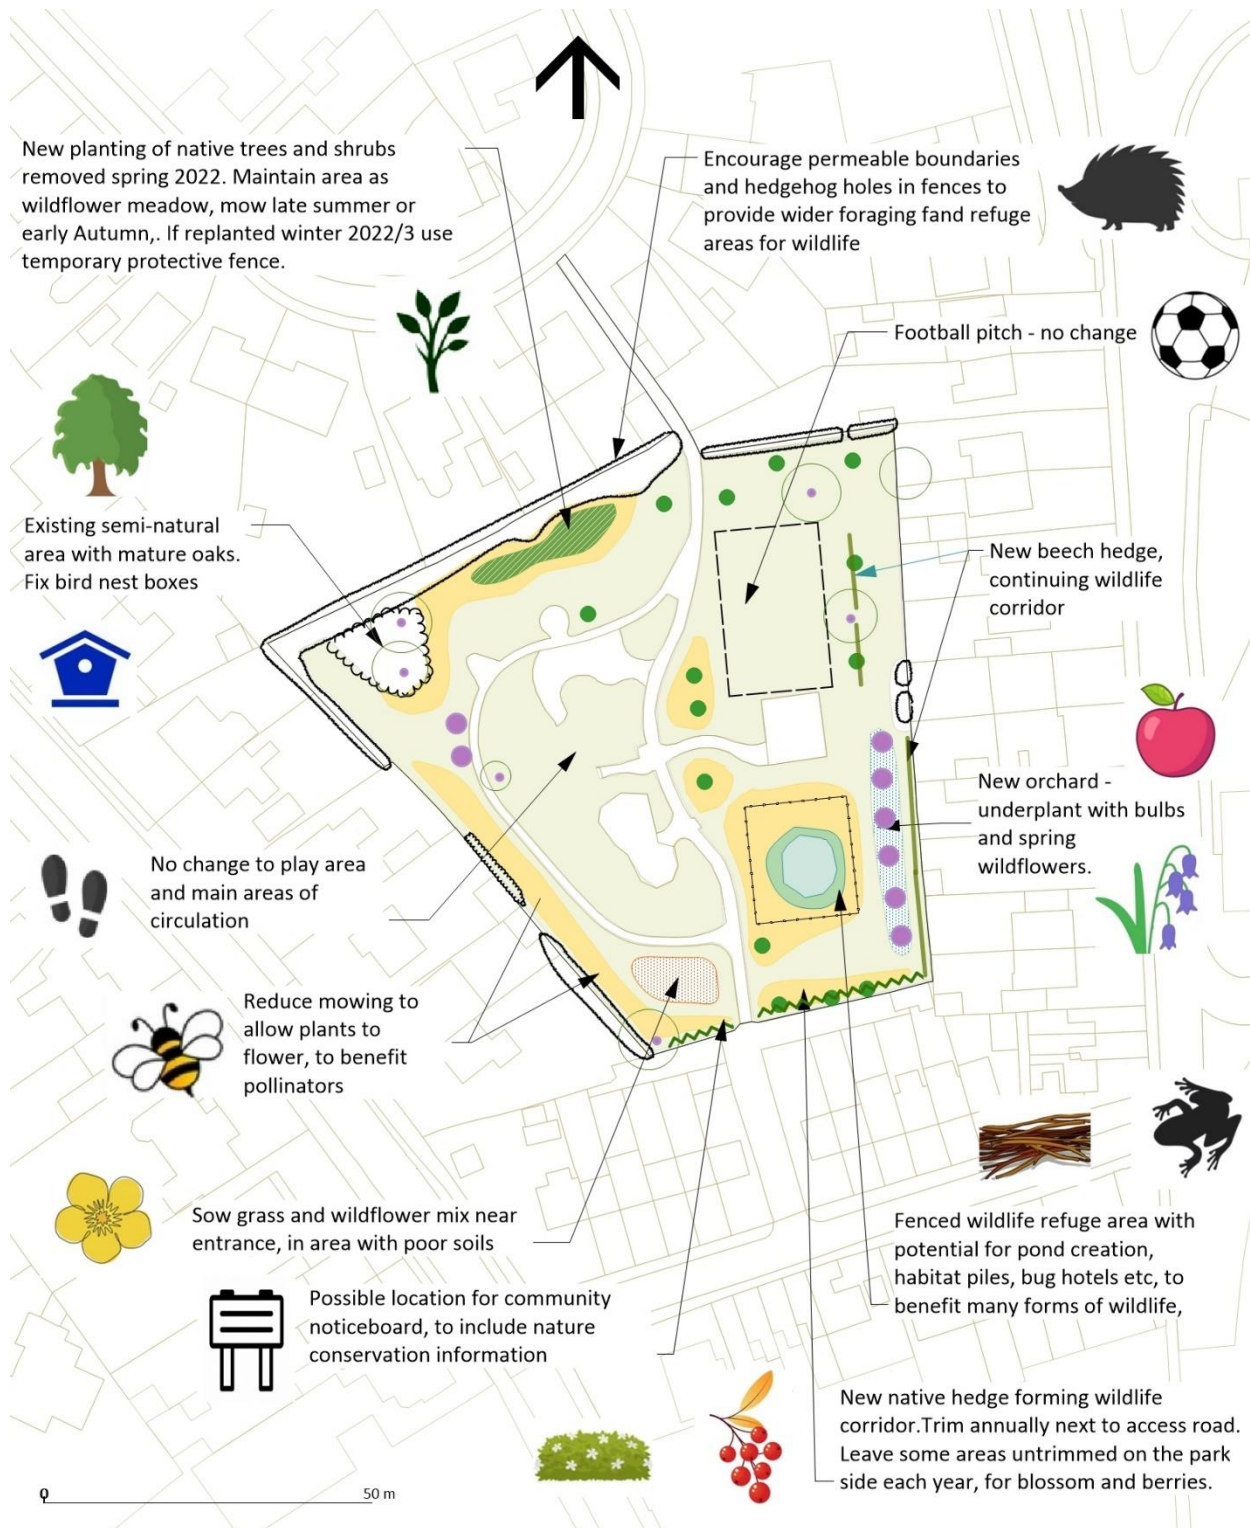 New planting of native trees and shrubs
removed spring 2022. Maintain area as
wildflower meadow, mow late summer or
early Autumn,. If replanted winter 2022/3 use
temporary protective fence.
Encourage permeable boundaries
and hedgehog holes in fences to
provide wider foraging fand refuge
areas for wildlife
Football pitch - no change
Existing semi-natural
area with mature oaks.
Fix bird nest boxes
New beech hedge,
continuing wildlife
corridor
New orchard -
underplant with bulbs
and spring
wildflowers.
No change to play area
and main areas of
circulation
Reduce mowing to
allow plants to
flower, to benefit
pollinators
Sow grass and wildflower mix near
entrance, in area with poor soils
Fenced wildlife refuge area with
potential for pond creation,
habitat piles, bug hotels etc, to
benefit many forms of wildlife,
Possible location for community
noticeboard, to include nature
conservation information
New native hedge forming wildlife
corridor.Trim annually next to access road.
Leave some areas untrimmed on the park
side each year, for blossom and berries.
0 50 m